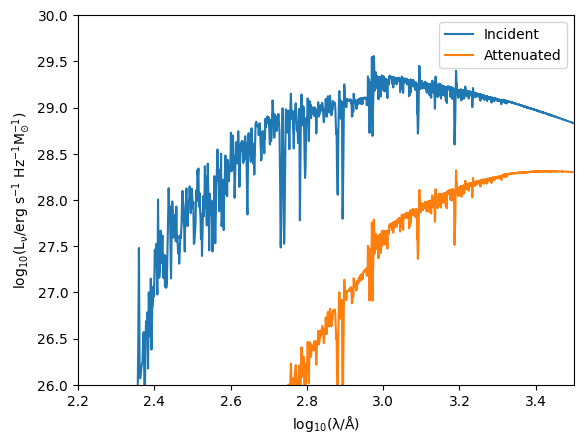 30.0
29.5
29.0
28.5
28.0
27.5
27.0
26.5
26.0
log₁₀(Lᵥ/erg s⁻¹ Hz⁻¹M☉⁻¹)
Incident
Attenuated
2.2 2.4 2.6 2.8 3.0 3.2 3.4
log₁₀(λ/Å)